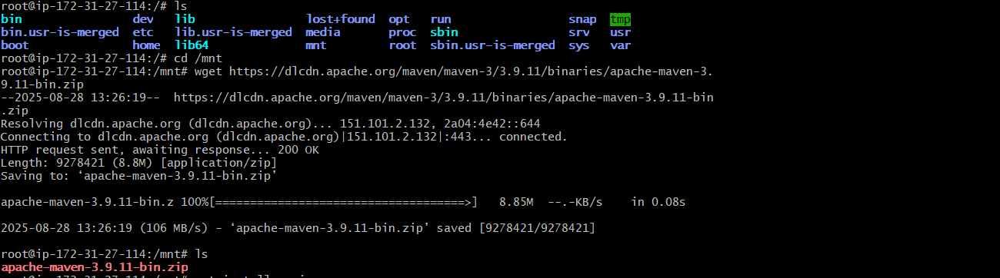 root@ip-172-31-27-114:/# ls
bin dev lib lost+found opt run snap tmp
bin.usr-is-merged etc lib.usr-is-merged media proc sbin srv usr
boot home lib64 mnt root sbin.usr-is-merged sys var
root@ip-172-31-27-114:/# cd /mnt
root@ip-172-31-27-114:/mnt# wget https://dlcdn.apache.org/maven/maven-3/3.9.11/binaries/apache-maven-3.
9.11-bin.zip
--2025-08-28 13:26:19--  https://dlcdn.apache.org/maven/maven-3/3.9.11/binaries/apache-maven-3.9.11-bin
.zip
Resolving dlcdn.apache.org (dlcdn.apache.org)... 151.101.2.132, 2a04:4e42::644
Connecting to dlcdn.apache.org (dlcdn.apache.org)|151.101.2.132|:443... connected.
HTTP request sent, awaiting response... 200 OK
Length: 9278421 (8.8M) [application/zip]
Saving to: ‘apache-maven-3.9.11-bin.zip’
apache-maven-3.9.11-bin.z 100%[====================================>]   8.85M  --.-KB/s    in 0.08s
2025-08-28 13:26:19 (106 MB/s) - ‘apache-maven-3.9.11-bin.zip’ saved [9278421/9278421]
root@ip-172-31-27-114:/mnt# ls
apache-maven-3.9.11-bin.zip